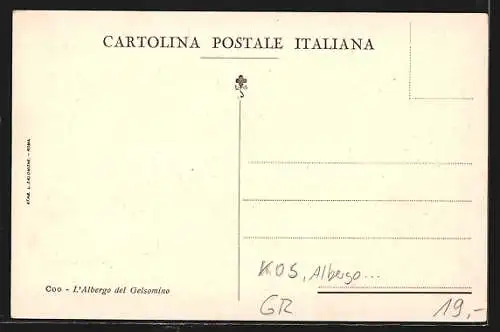 CARTOLINA POSTALE ITALIANA
Coo - L'Albergo del Gelsomino
KOS, Albergo...
GR
19,-